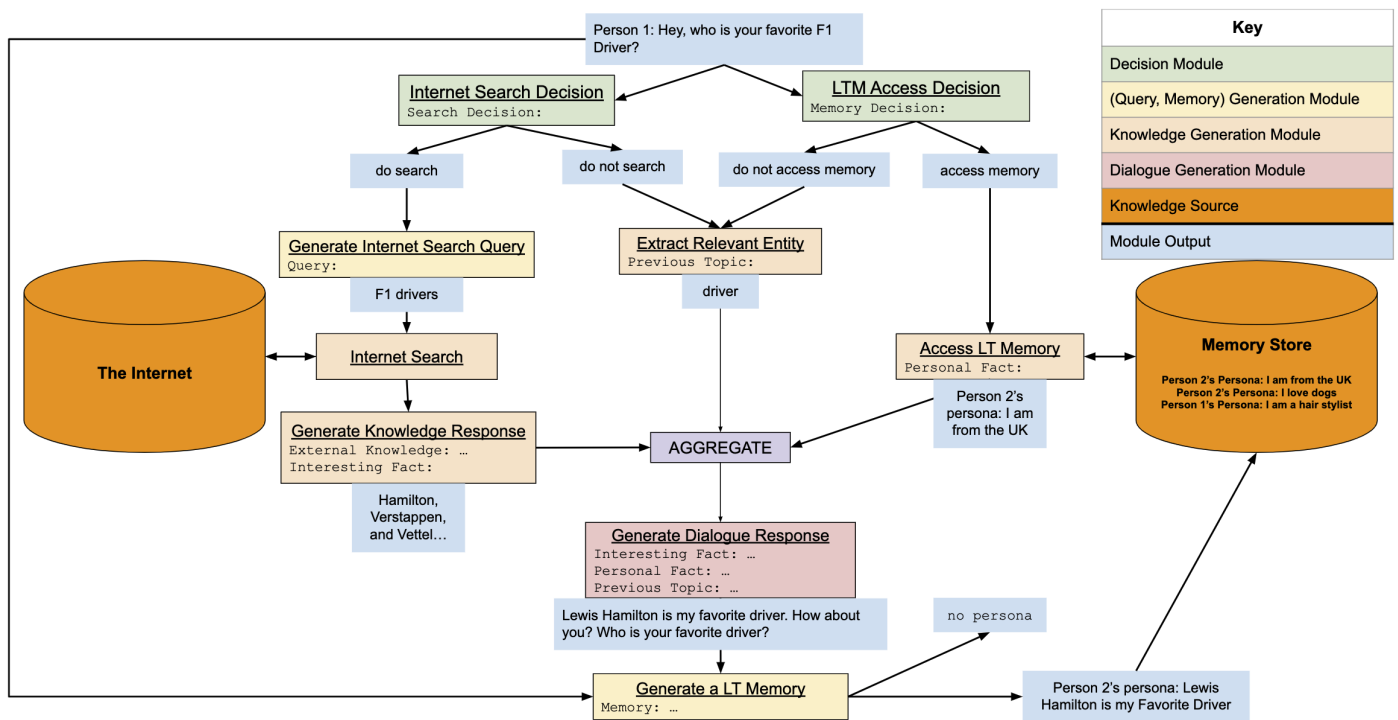 Person 1: Hey, who is your favorite F1
Driver?
Key
Decision Module
(Query, Memory) Generation Module
Knowledge Generation Module
Dialogue Generation Module
Knowledge Source
Module Output
Internet Search Decision
Search Decision:
LTM Access Decision
Memory Decision:
do search
do not search
do not access memory
access memory
Generate Internet Search Query
Query:
Extract Relevant Entity
Previous Topic:
F1 drivers
driver
The Internet
Internet Search
Access LT Memory
Personal Fact:
Memory Store
Person 2's Persona: I am from the UK
Person 2's Persona: I love dogs
Person 1's Persona: I am a hair stylist
Person 2's
persona: I am
from the UK
Generate Knowledge Response
External Knowledge: …
Interesting Fact:
AGGREGATE
Hamilton,
Verstappen,
and Vettel…
Generate Dialogue Response
Interesting Fact: …
Personal Fact: …
Previous Topic: …
Lewis Hamilton is my favorite driver. How about
you? Who is your favorite driver?
no persona
Generate a LT Memory
Memory: …
Person 2's persona: Lewis
Hamilton is my Favorite Driver